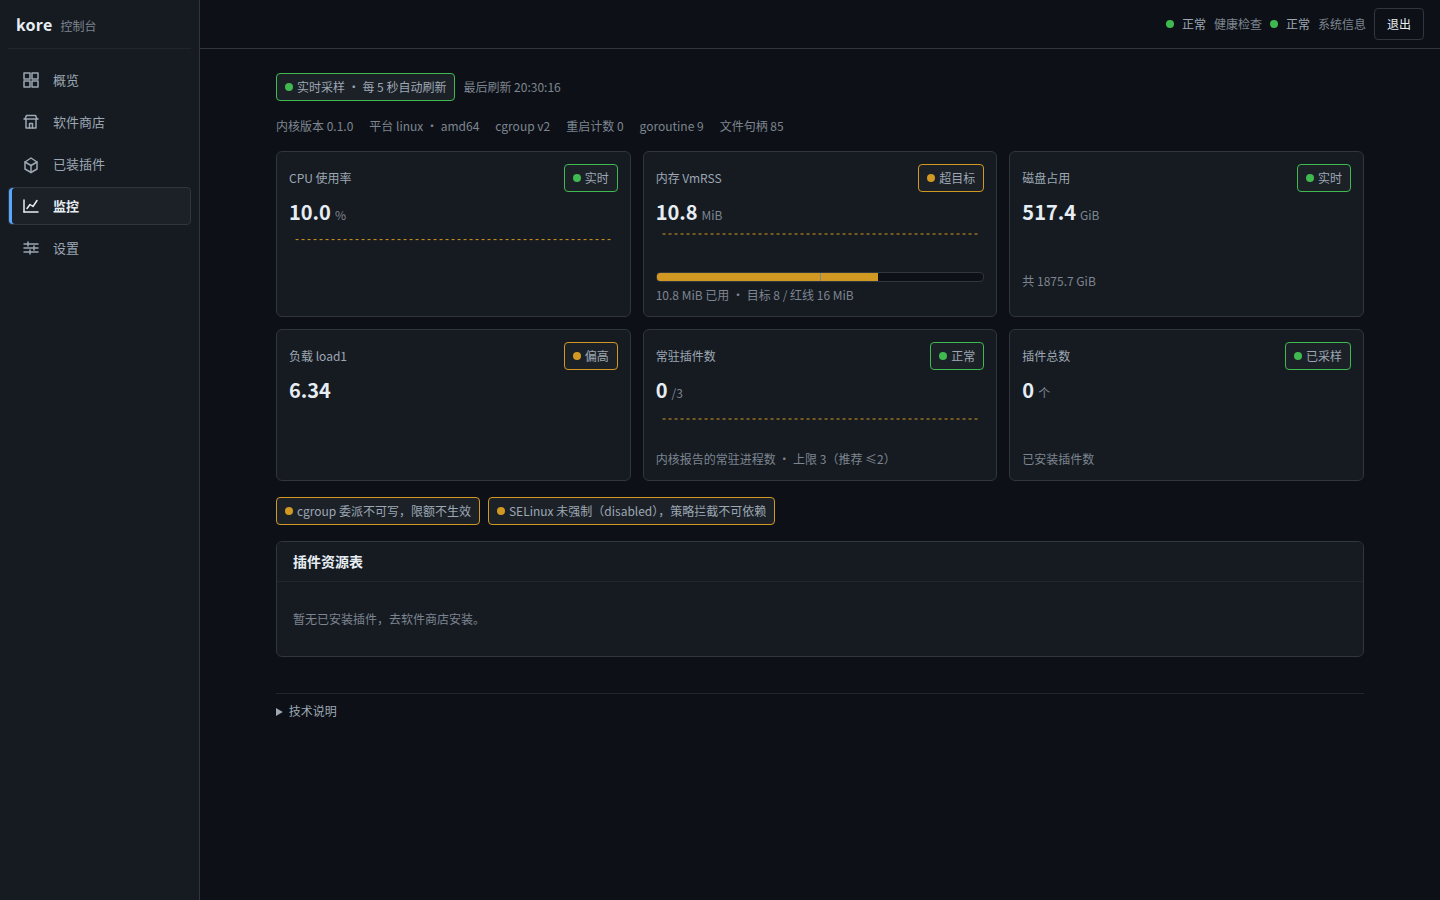 kore 控制台
概览
软件商店
已装插件
监控
设置
正常 健康检查 正常 系统信息 退出
实时采样 · 每 5 秒自动刷新 最后刷新 20:30:16
内核版本 0.1.0 平台 linux · amd64 cgroup v2 重启计数 0 goroutine 9 文件句柄 85
CPU 使用率 实时
10.0 %
内存 VmRSS 超目标
10.8 MiB
10.8 MiB 已用 · 目标 8 / 红线 16 MiB
磁盘占用 实时
517.4 GiB
共 1875.7 GiB
负载 load1 偏高
6.34
常驻插件数 正常
0 /3
内核报告的常驻进程数 · 上限 3（推荐 ≤2）
插件总数 已采样
0 个
已安装插件数
cgroup 委派不可写，限额不生效 SELinux 未强制（disabled），策略拦截不可依赖
插件资源表
暂无已安装插件，去软件商店安装。
技术说明